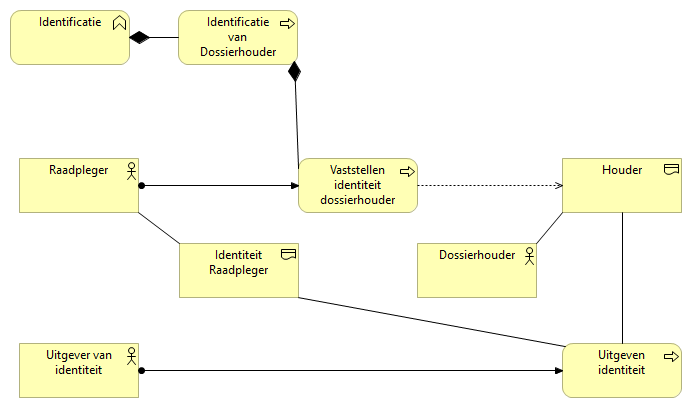 Identificatie
Identificatie
van
Dossierhouder
Raadpleger
Vaststellen
identiteit
dossierhouder
Houder
Identiteit
Raadpleger
Dossierhouder
Uitgever van
identiteit
Uitgeven
identiteit